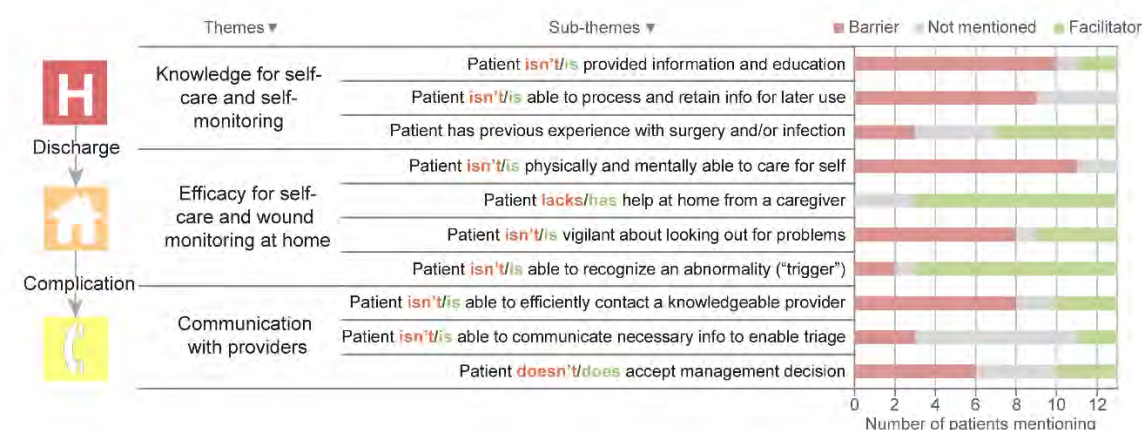 Themes ▼ Sub-themes ▼ Barrier Not mentioned Facilitator
H
Discharge
Complication
Knowledge for self-
care and self-
monitoring
Patient isn't/is provided information and education
Patient isn't/is able to process and retain info for later use
Patient has previous experience with surgery and/or infection
Efficacy for self-
care and wound
monitoring at home
Patient isn't/is physically and mentally able to care for self
Patient lacks/has help at home from a caregiver
Patient isn't/is vigilant about looking out for problems
Patient isn't/is able to recognize an abnormality (“trigger”)
Communication
with providers
Patient isn't/is able to efficiently contact a knowledgeable provider
Patient isn't/is able to communicate necessary info to enable triage
Patient doesn't/does accept management decision
0 2 4 6 8 10 12
Number of patients mentioning